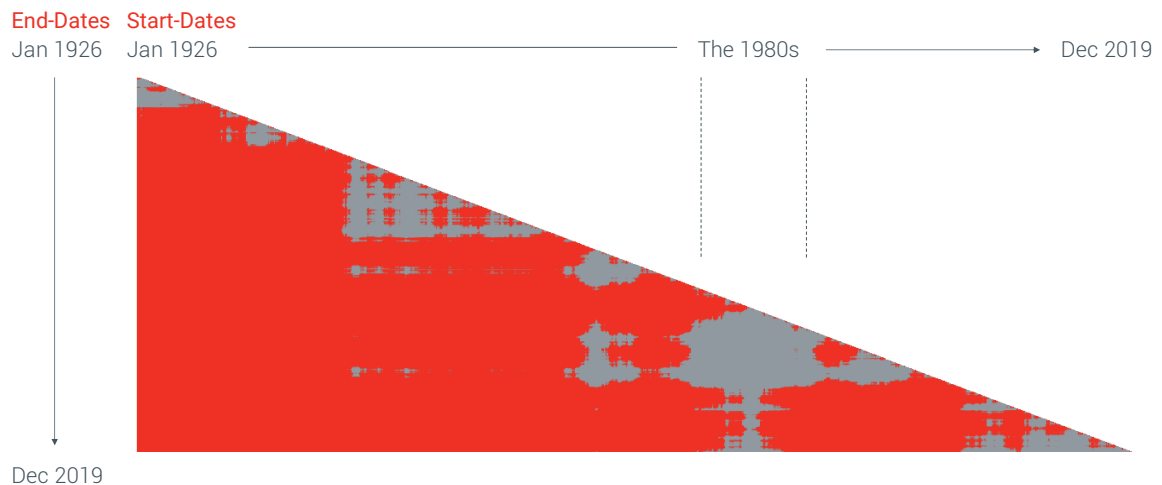 End-Dates Start-Dates
Jan 1926 Jan 1926 The 1980s Dec 2019
Dec 2019